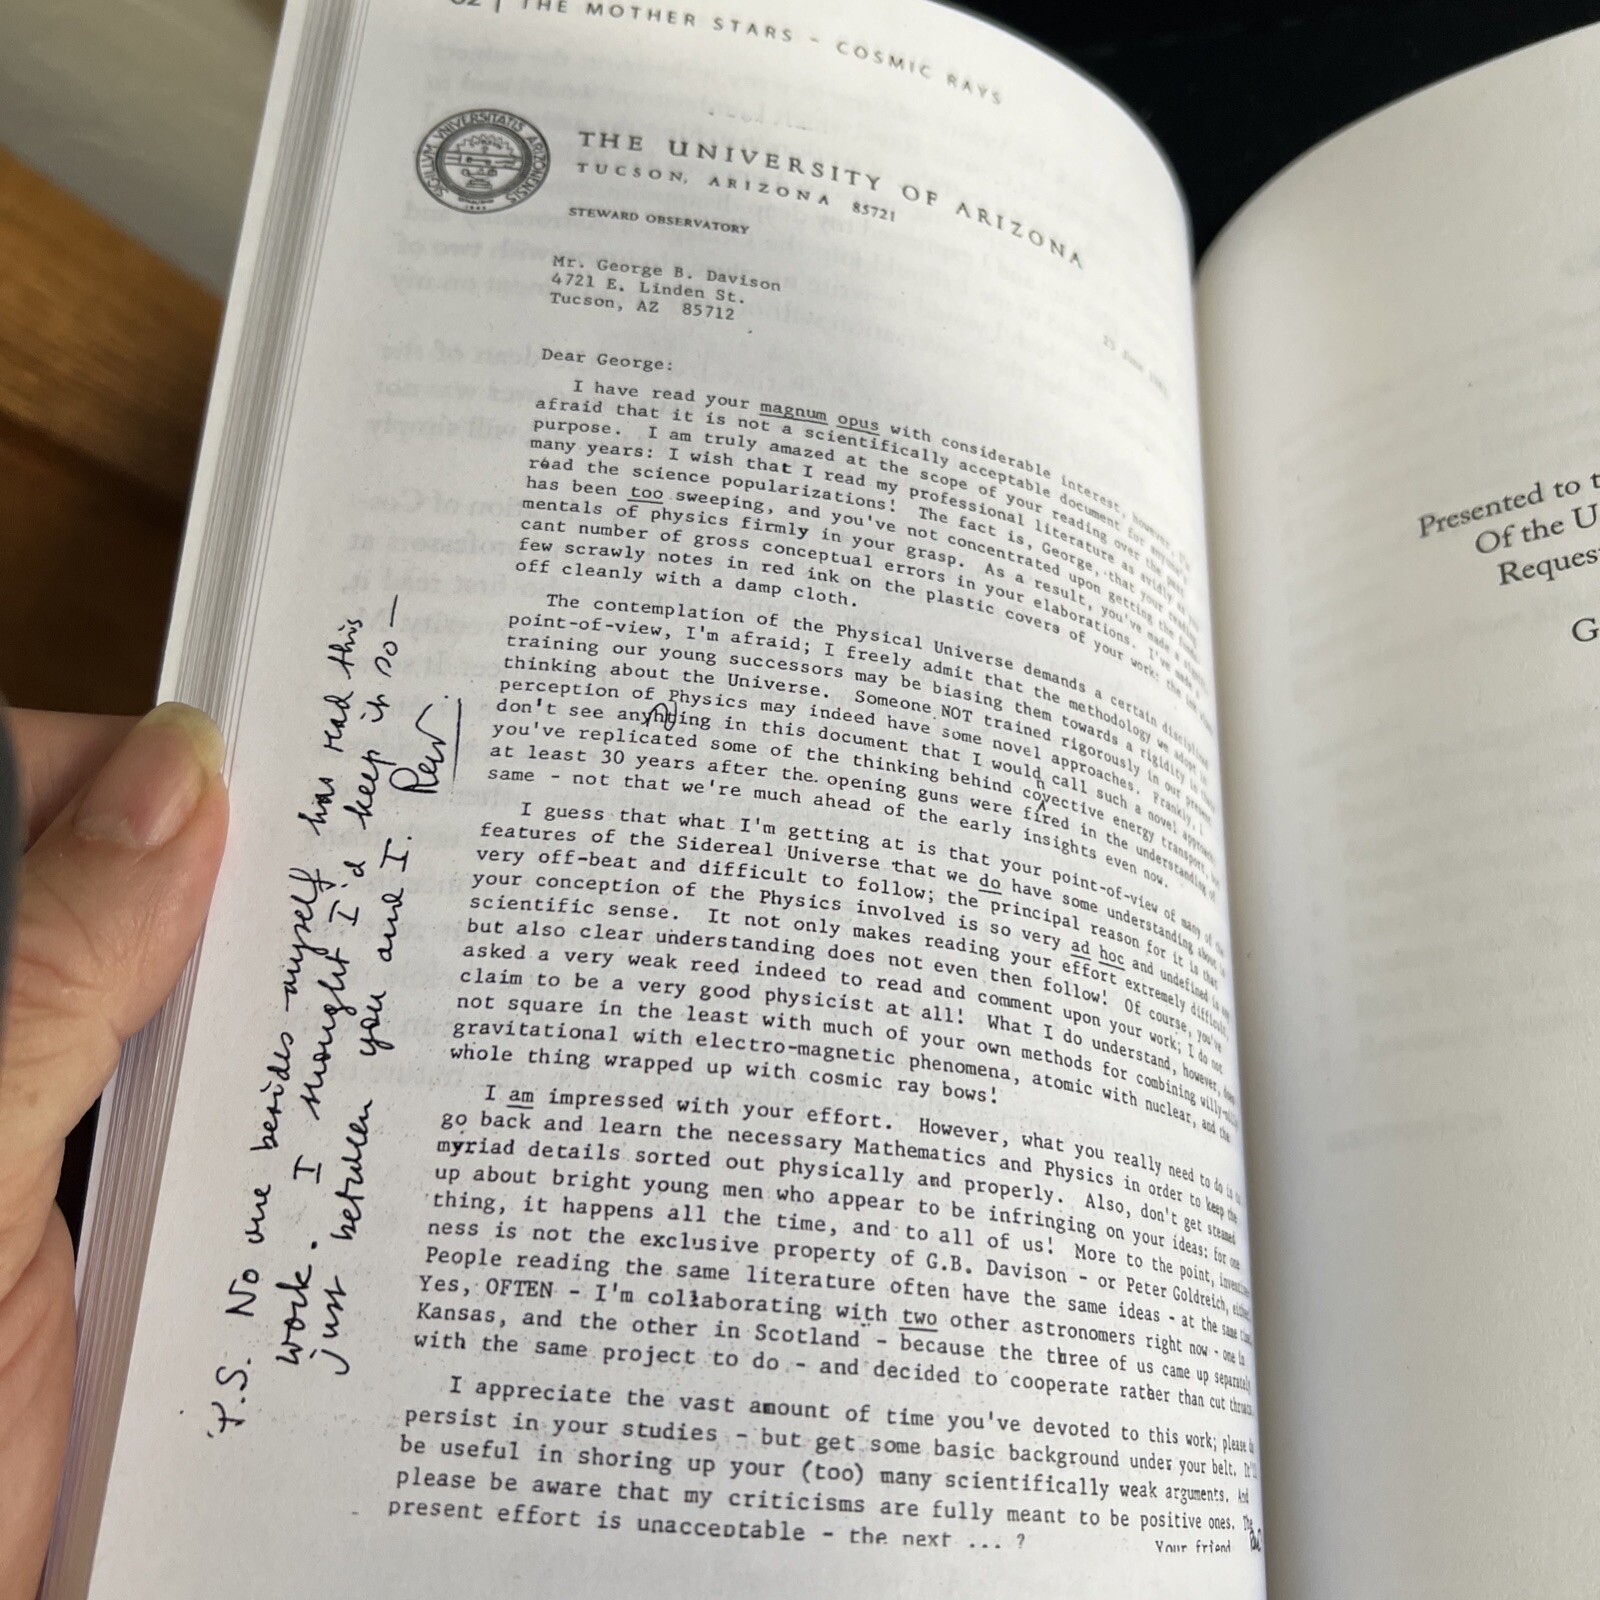 THE MOTHER STARS - COSMIC RAYS
SIGILLVM VNIVERSITATIS ARIZONENSIS
THE UNIVERSITY OF ARIZONA
TUCSON, ARIZONA 85721
STEWARD OBSERVATORY
Mr. George B. Davison
4721 E. Linden St.
Tucson, AZ 85712
Dear George:
I have read your magnum opus with considerable interest, however, I'm
afraid that it is not a scientifically acceptable document for anyone's
purpose. I am truly amazed at the scope of your reading over the past
many years: I wish that I read my professional literature as avidly as you
read the science popularizations! The fact is, George, that your reading
has been too sweeping, and you've not concentrated upon getting the funda-
mentals of physics firmly in your grasp. As a result, you've made a signifi-
cant number of gross conceptual errors in your elaborations. I've made a
few scrawly notes in red ink on the plastic covers of your work: the ink
off cleanly with a damp cloth.
The contemplation of the Physical Universe demands a certain disciplined
point-of-view, I'm afraid; I freely admit that the methodology we adopt in
training our young successors may be biasing them towards a rigidity in their
thinking about the Universe. Someone NOT trained rigorously in our present
perception of Physics may indeed have some novel approaches. Frankly, I
don't see anything in this document that I would call such a novel approach;
you've replicated some of the thinking behind convective energy transport, but
at least 30 years after the opening guns were fired in the understanding of
same - not that we're much ahead of the early insights even now.
I guess that what I'm getting at is that your point-of-view of many of the
features of the Sidereal Universe that we do have some understanding about is
very off-beat and difficult to follow; the principal reason for it is that
your conception of the Physics involved is so very ad hoc and undefined in any
scientific sense. It not only makes reading your effort extremely difficult,
but also clear understanding does not even then follow! Of course, you've
asked a very weak reed indeed to read and comment upon your work; I do not
claim to be a very good physicist at all! What I do understand, however, does
not square in the least with much of your own methods for combining willy-nilly
gravitational with electro-magnetic phenomena, atomic with nuclear, and the
whole thing wrapped up with cosmic ray bows!
I am impressed with your effort. However, what you really need to do is to
go back and learn the necessary Mathematics and Physics in order to keep the
myriad details sorted out physically and properly. Also, don't get steamed
up about bright young men who appear to be infringing on your ideas: for one
thing, it happens all the time, and to all of us! More to the point, inventive-
ness is not the exclusive property of G.B. Davison - or Peter Goldreich, either!
People reading the same literature often have the same ideas - at the same time.
Yes, OFTEN - I'm collaborating with two other astronomers right now - one in
Kansas, and the other in Scotland - because the three of us came up separately
with the same project to do - and decided to cooperate rather than cut throats.
I appreciate the vast amount of time you've devoted to this work; please do
persist in your studies - but get some basic background under your belt. It'll
be useful in shoring up your (too) many scientifically weak arguments. And
please be aware that my criticisms are fully meant to be positive ones. The
present effort is unacceptable - the next ... ?
Your friend
P.S. No one besides myself has read this
work. I thought I'd keep it so —
just between you and I.
Rev.
Presented to t
Of the U
Reques
G